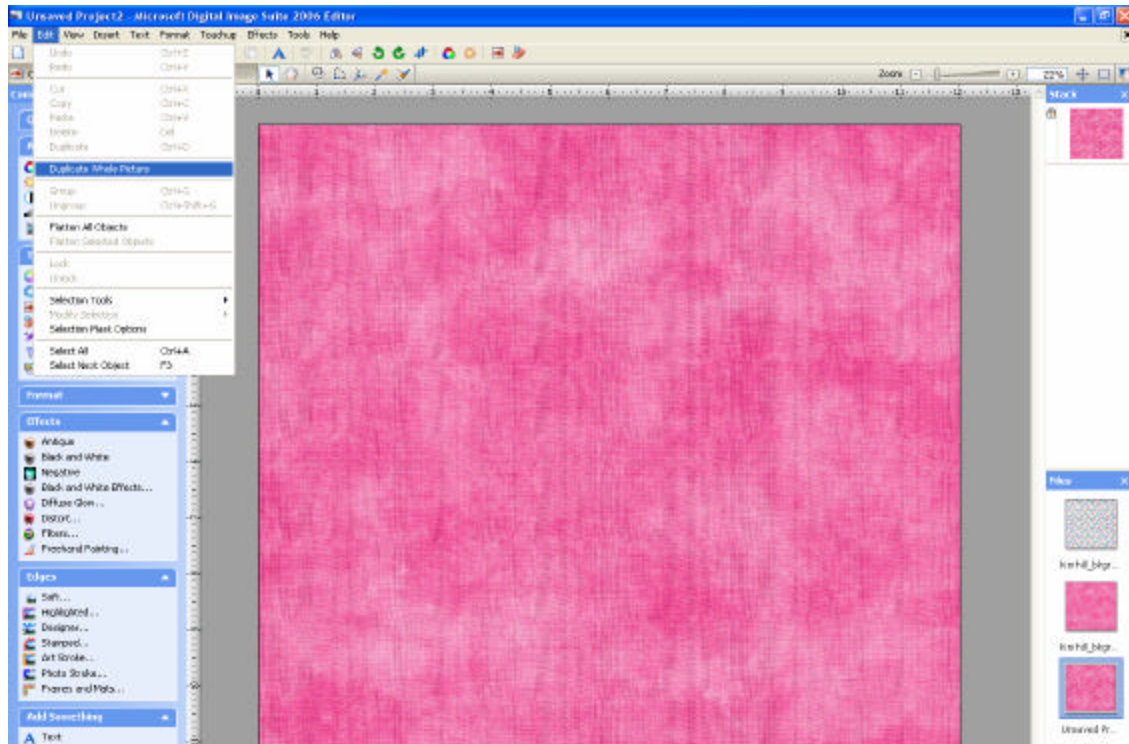 Unsaved Project2 - Microsoft Digital Image Suite 2006 Editor
File Edit View Insert Text Format Touchup Effects Tools Help
Undo Ctrl+Z
Redo Ctrl+Y
Zoom 22%
Cut Ctrl+X
Copy Ctrl+C
Paste Ctrl+V
Delete Del
Duplicate Ctrl+D
Duplicate Whole Picture
Group Ctrl+G
Ungroup Ctrl+Shift+G
Flatten All Objects
Flatten Selected Objects
Lock
Unlock
Selection Tools
Modify Selection
Selection Mask Options
Select All Ctrl+A
Select Next Object F3
Format
Effects
Antique
Black and White
Negative
Black and White Effects...
Diffuse Glow...
Distort...
Filters...
Freehand Painting...
Edges
Soft...
Highlighted...
Designer...
Stamped...
Art Stroke...
Photo Stroke...
Frames and Mats...
Add Something
Text
Stack
Files
Unsaved Pr...